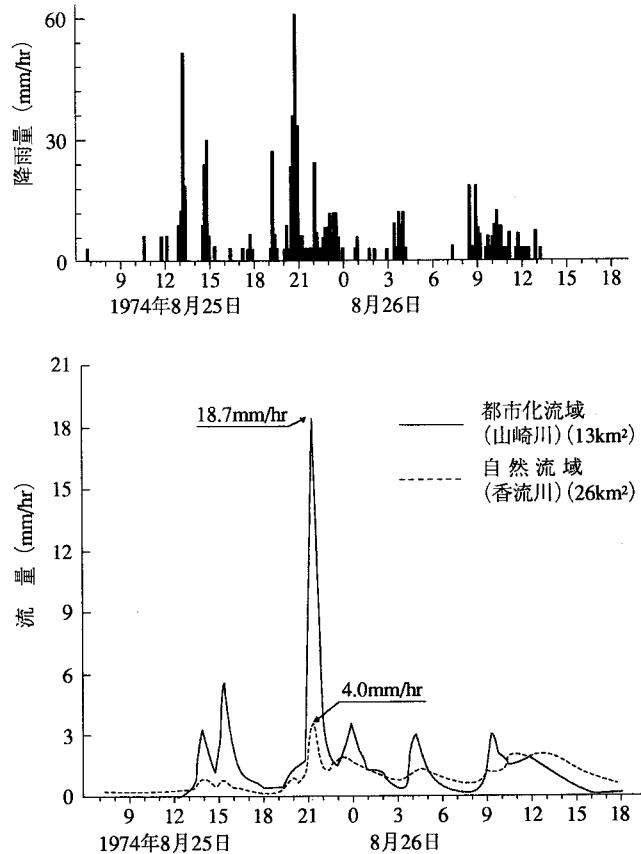 降雨量 (mm/hr)
60
30
0
9 12 15 18 21 0 3 6 9 12 15 18
1974年8月25日 8月26日
流量 (mm/hr)
21
18
15
12
9
6
3
0
18.7mm/hr
4.0mm/hr
都市化流域
(山崎川) (13km²)
自然流域
(香流川) (26km²)
9 12 15 18 21 0 3 6 9 12 15 18
1974年8月25日 8月26日